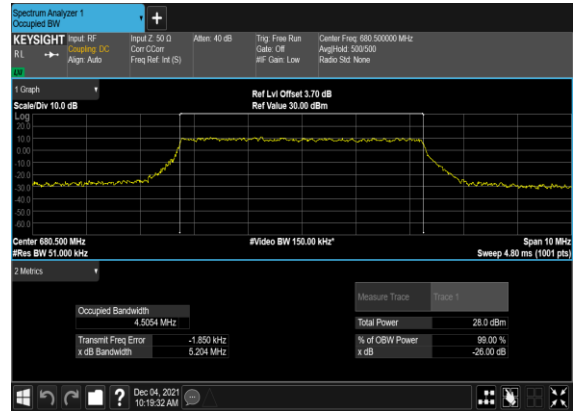 Spectrum Analyzer 1
Occupied BW
+
KEYSIGHT Input: RF Input Z: 50 Ω Atten: 40 dB Trig: Free Run Center Freq: 680.500000 MHz
RL Coupling: DC Corr CCorr Gate: Off Avg|Hold: 500/500
Align: Auto Freq Ref: Int (S) #IF Gain: Low Radio Std: None
LW
1 Graph
Ref Lvl Offset 3.70 dB
Scale/Div 10.0 dB Ref Value 30.00 dBm
Log
20.0
10.0
0.00
-10.0
-20.0
-30.0
-40.0
-50.0
-60.0
Center 680.500 MHz #Video BW 150.00 kHz* Span 10 MHz
#Res BW 51.000 kHz Sweep 4.80 ms (1001 pts)
2 Metrics
Measure Trace Trace 1
Occupied Bandwidth
4.5054 MHz Total Power 28.0 dBm
Transmit Freq Error -1.850 kHz % of OBW Power 99.00 %
x dB Bandwidth 5.204 MHz x dB -26.00 dB
? Dec 04, 2021
10:19:32 AM